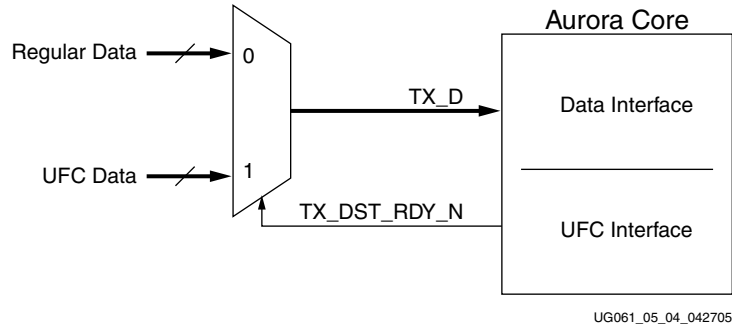 Aurora Core
Regular Data
0
TX_D
Data Interface
UFC Data
1
TX_DST_RDY_N
UFC Interface
UG061_05_04_042705